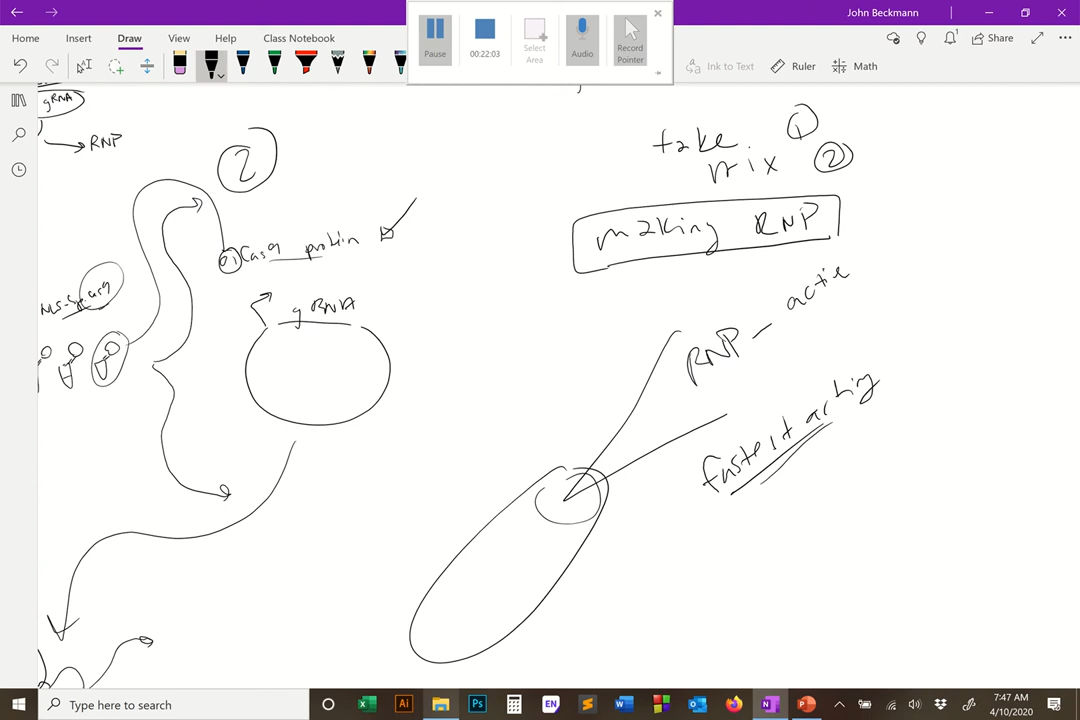 John Beckmann
Home Insert Draw View Help Class Notebook
Pause
00:22:03
Select
Area
Audio
Record
Pointer
Share
Ink to Text
Ruler
Math
gRNA
RNP
2
Cas9 protein
gRNA
take 1
mix 2
making RNP
RNP - active
fastest acting
Type here to search
EN
7:47 AM
4/10/2020